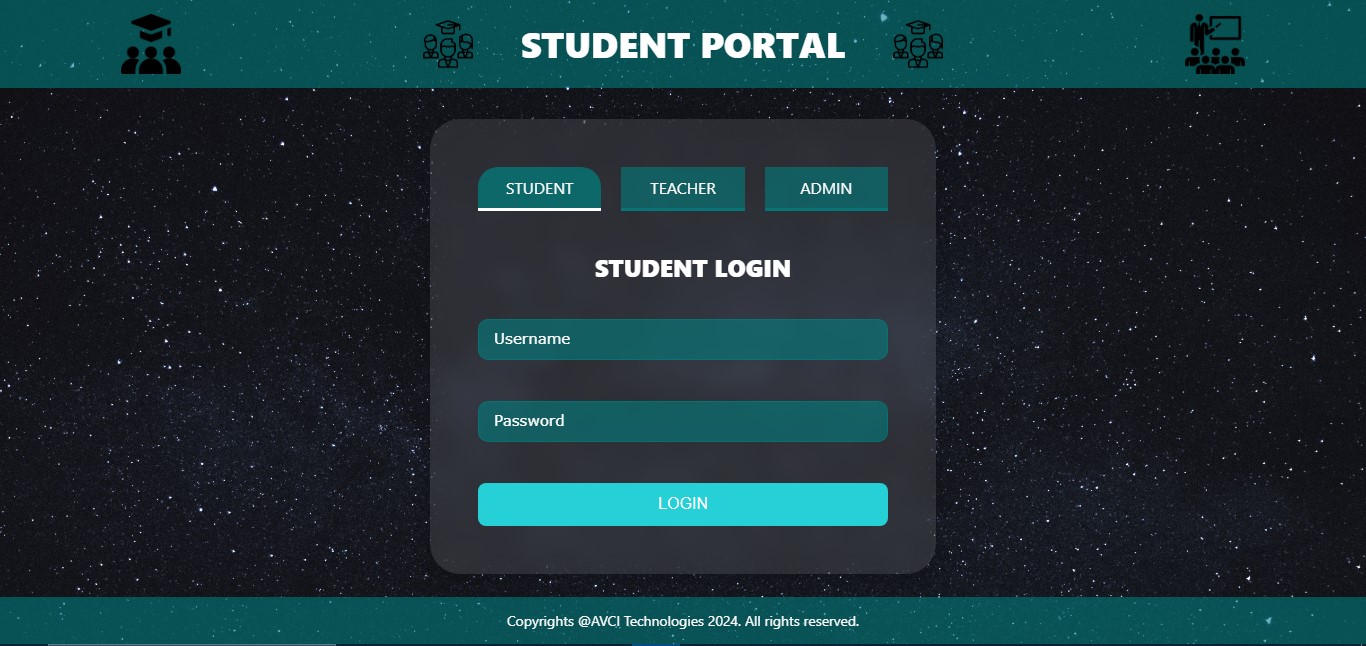 STUDENT PORTAL
STUDENT TEACHER ADMIN
STUDENT LOGIN
Username
Password
LOGIN
Copyrights @AVCI Technologies 2024. All rights reserved.